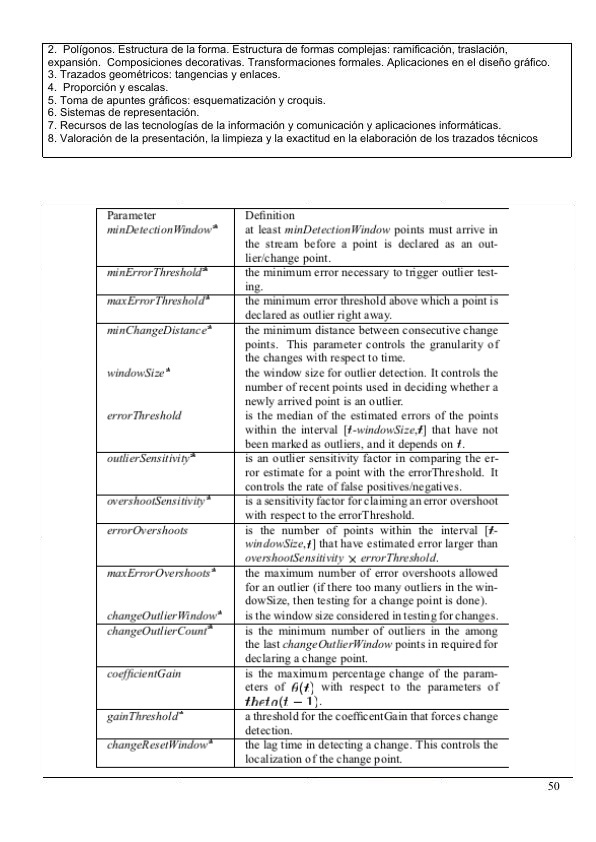 2. Polígonos. Estructura de la forma. Estructura de formas complejas: ramificación, traslación,
expansión. Composiciones decorativas. Transformaciones formales. Aplicaciones en el diseño gráfico.
3. Trazados geométricos: tangencias y enlaces.
4. Proporción y escalas.
5. Toma de apuntes gráficos: esquematización y croquis.
6. Sistemas de representación.
7. Recursos de las tecnologías de la información y comunicación y aplicaciones informáticas.
8. Valoración de la presentación, la limpieza y la exactitud en la elaboración de los trazados técnicos
Parameter Definition
minDetectionWindow* at least minDetectionWindow points must arrive in
the stream before a point is declared as an out-
lier/change point.
minErrorThreshold* the minimum error necessary to trigger outlier test-
ing.
maxErrorThreshold* the minimum error threshold above which a point is
declared as outlier right away.
minChangeDistance* the minimum distance between consecutive change
points. This parameter controls the granularity of
the changes with respect to time.
windowSize* the window size for outlier detection. It controls the
number of recent points used in deciding whether a
newly arrived point is an outlier.
errorThreshold is the median of the estimated errors of the points
within the interval [t-windowSize,t] that have not
been marked as outliers, and it depends on t.
outlierSensitivity* is an outlier sensitivity factor in comparing the er-
ror estimate for a point with the errorThreshold. It
controls the rate of false positives/negatives.
overshootSensitivity* is a sensitivity factor for claiming an error overshoot
with respect to the errorThreshold.
errorOvershoots is the number of points within the interval [t-
windowSize,t] that have estimated error larger than
overshootSensitivity × errorThreshold.
maxErrorOvershoots* the maximum number of error overshoots allowed
for an outlier (if there too many outliers in the win-
dowSize, then testing for a change point is done).
changeOutlierWindow* is the window size considered in testing for changes.
changeOutlierCount* is the minimum number of outliers in the among
the last changeOutlierWindow points in required for
declaring a change point.
coefficientGain is the maximum percentage change of the param-
eters of θ(t) with respect to the parameters of
theta(t − 1).
gainThreshold* a threshold for the coefficentGain that forces change
detection.
changeResetWindow* the lag time in detecting a change. This controls the
localization of the change point.
50